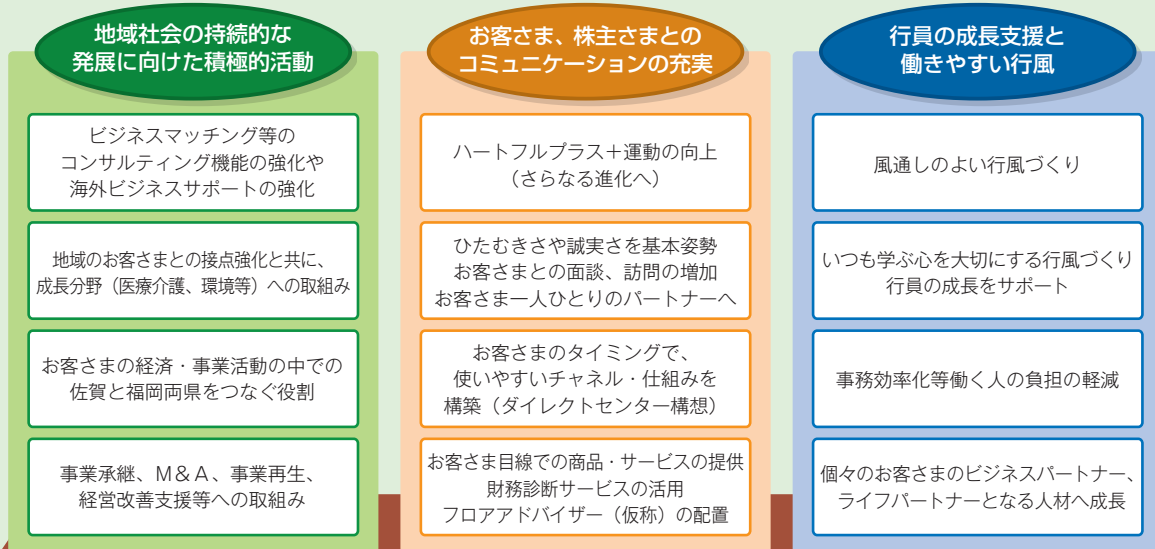 地域社会の持続的な
発展に向けた積極的活動
ビジネスマッチング等の
コンサルティング機能の強化や
海外ビジネスサポートの強化
地域のお客さまとの接点強化と共に、
成長分野（医療介護、環境等）への取組み
お客さまの経済・事業活動の中での
佐賀と福岡両県をつなぐ役割
事業承継、M＆A、事業再生、
経営改善支援等への取組み
お客さま、株主さまとの
コミュニケーションの充実
ハートフルプラス＋運動の向上
（さらなる進化へ）
ひたむきさや誠実さを基本姿勢
お客さまとの面談、訪問の増加
お客さま一人ひとりのパートナーへ
お客さまのタイミングで、
使いやすいチャネル・仕組みを
構築（ダイレクトセンター構想）
お客さま目線での商品・サービスの提供
財務診断サービスの活用
フロアアドバイザー（仮称）の配置
行員の成長支援と
働きやすい行風
風通しのよい行風づくり
いつも学ぶ心を大切にする行風づくり
行員の成長をサポート
事務効率化等働く人の負担の軽減
個々のお客さまのビジネスパートナー、
ライフパートナーとなる人材へ成長